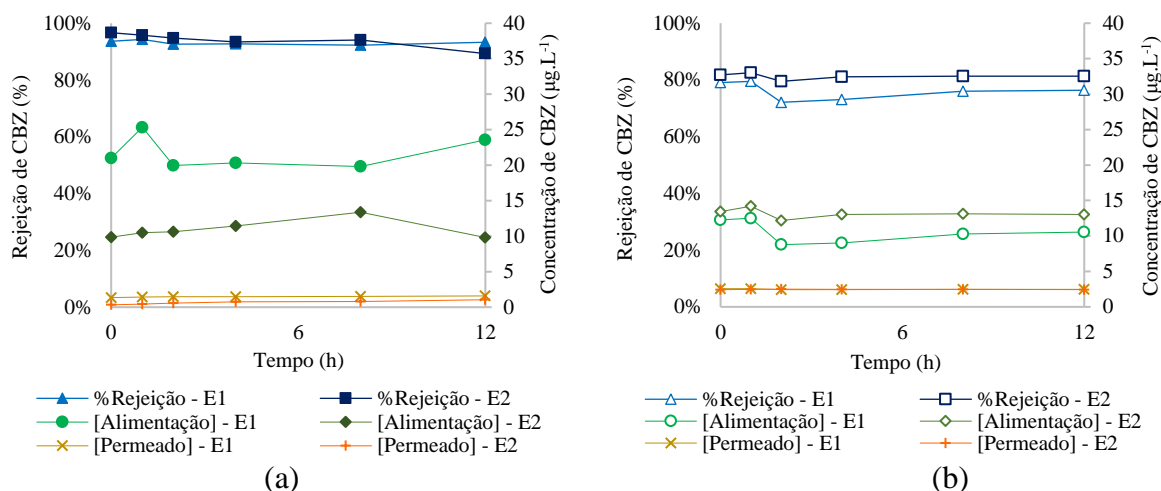 Rejeição de CBZ (%)
100%
80%
60%
40%
20%
0%
40
35
30
25
20
15
10
5
0
Concentração de CBZ (µg.L⁻¹)
0
6
12
Tempo (h)
%Rejeição - E1
%Rejeição - E2
[Alimentação] - E1
[Alimentação] - E2
[Permeado] - E1
[Permeado] - E2
(a)
Rejeição de CBZ (%)
100%
80%
60%
40%
20%
0%
40
35
30
25
20
15
10
5
0
Concentração de CBZ (µg.L⁻¹)
0
6
12
Tempo (h)
%Rejeição - E1
%Rejeição - E2
[Alimentação] - E1
[Alimentação] - E2
[Permeado] - E1
[Permeado] - E2
(b)